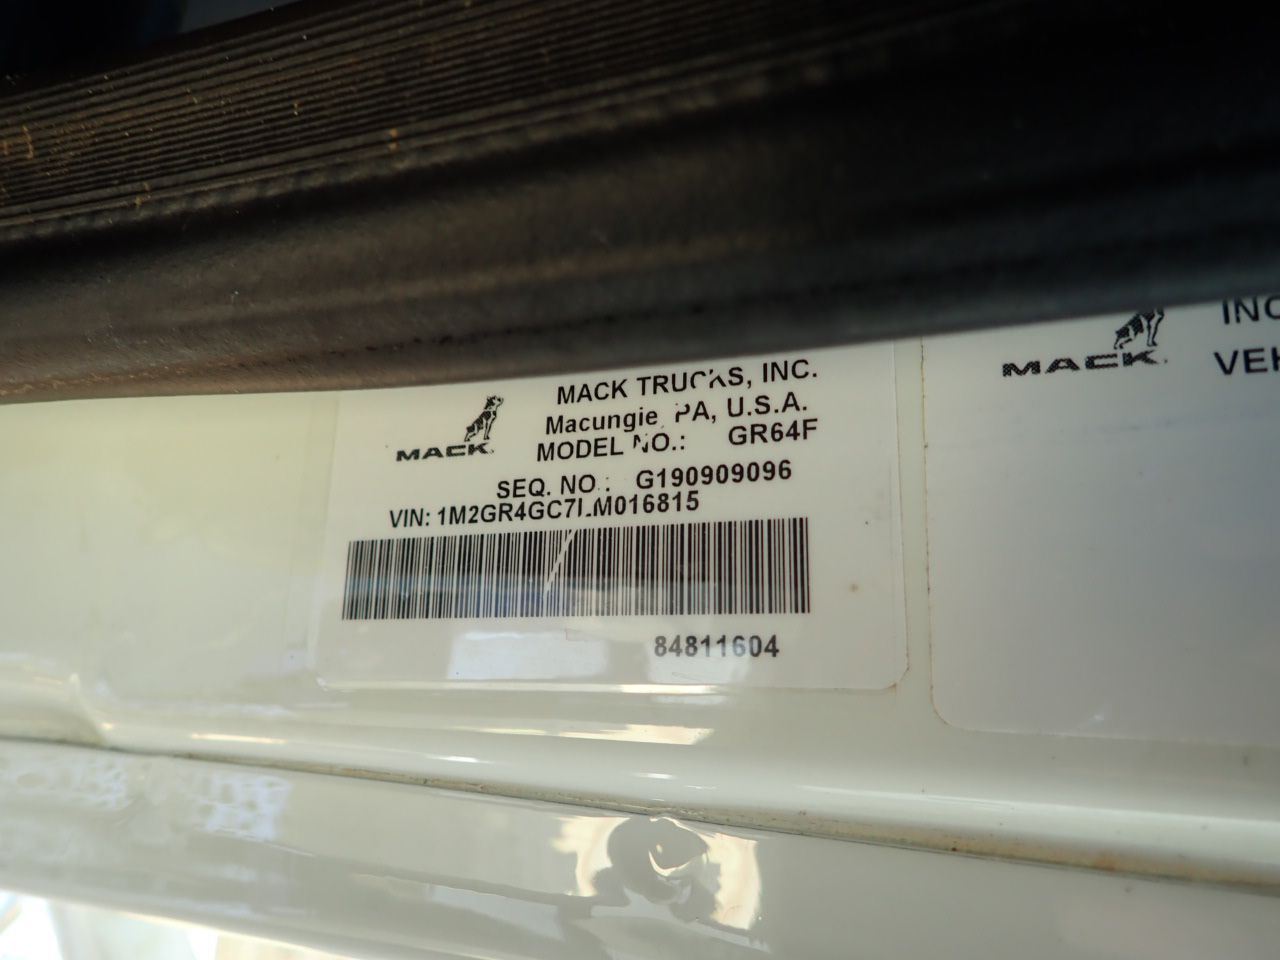 MACK TRUCKS, INC.
Macungie, PA, U.S.A.
MACK
MODEL NO.: GR64F
SEQ. NO.: G190909096
VIN: 1M2GR4GC7LM016815
84811604
INC
MACK
VEH